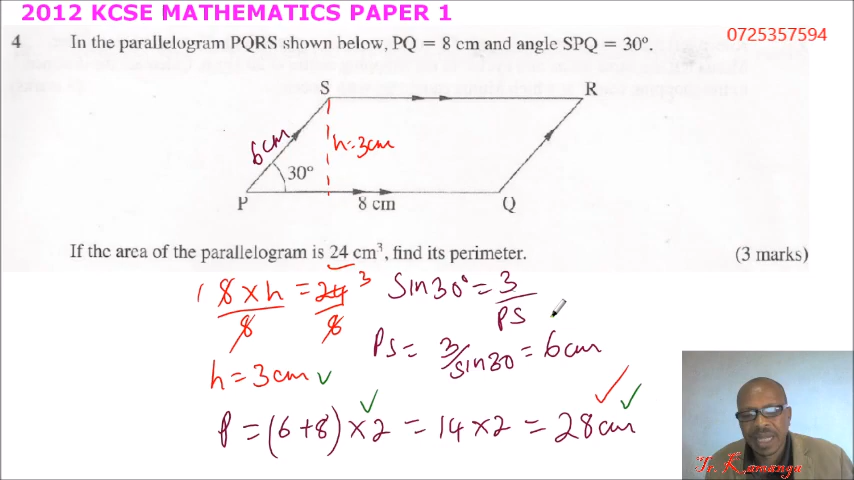 2012 KCSE MATHEMATICS PAPER 1
0725357594
4 In the parallelogram PQRS shown below, PQ = 8 cm and angle SPQ = 30°.
S
R
6cm
h=3cm
30°
P
8 cm
Q
If the area of the parallelogram is 24 cm³, find its perimeter. (3 marks)
1 8 × h = 24 3
8 8
Sin30° = 3
PS
PS = 3/sin30 = 6cm
h = 3cm ✓
P = (6+8) × 2 = 14 × 2 = 28cm
Tr. Kamanga